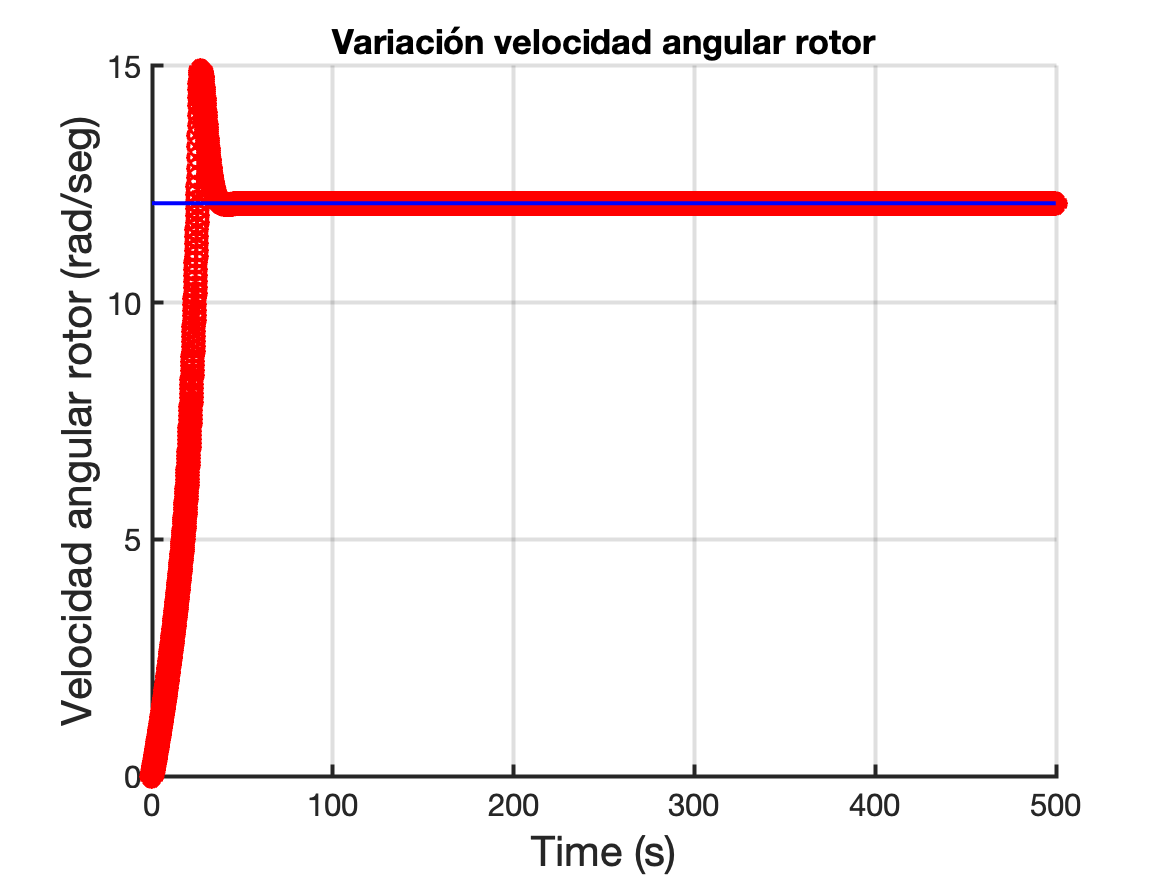 Variación velocidad angular rotor
Velocidad angular rotor (rad/seg)
15
10
5
0
0 100 200 300 400 500
Time (s)